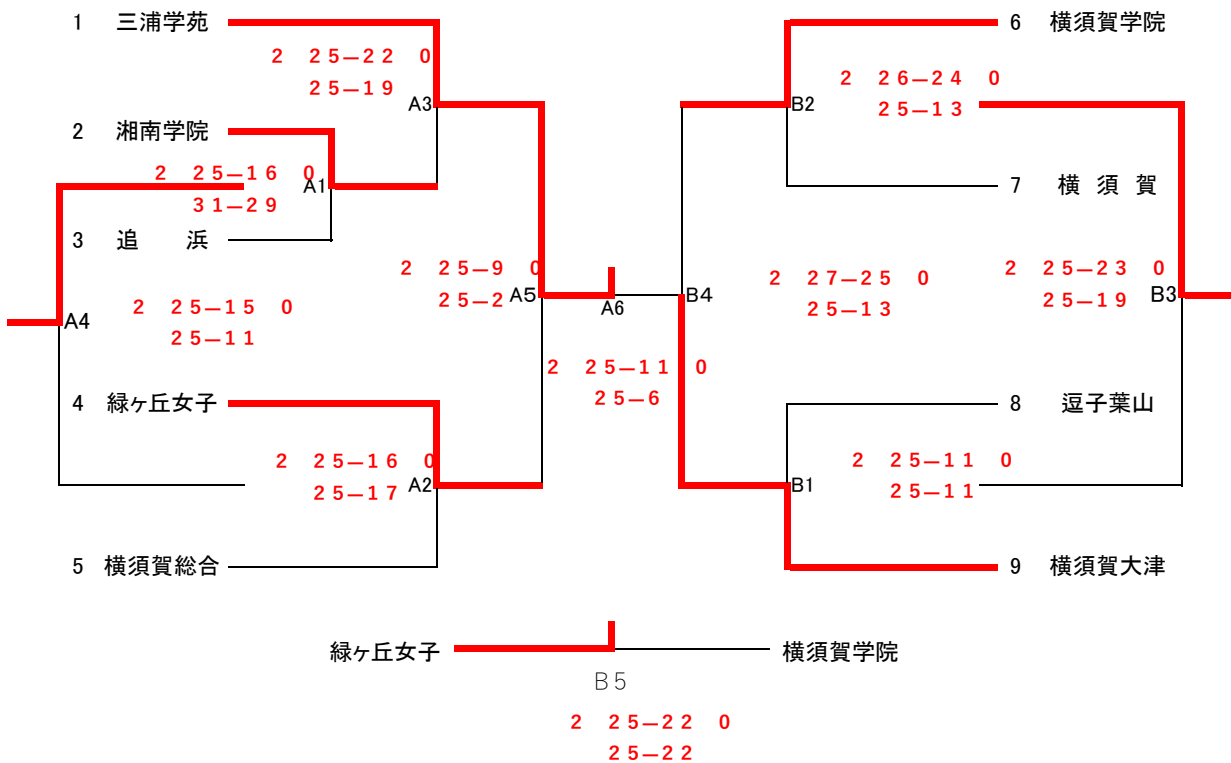 1 三浦学苑
6 横須賀学院
2 25－22 0
25－19
A3
2 26－24 0
25－13
B2
2 湘南学院
2 25－16 0
31－29
A1
7 横 須 賀
3 追 浜
2 25－9 0
25－2
A5
A6
B4
2 27－25 0
25－13
2 25－23 0
25－19
B3
A4
2 25－15 0
25－11
2 25－11 0
25－6
4 緑ヶ丘女子
8 逗子葉山
2 25－16 0
25－17
A2
B1
2 25－11 0
25－11
5 横須賀総合
9 横須賀大津
緑ヶ丘女子
横須賀学院
B5
2 25－22 0
25－22